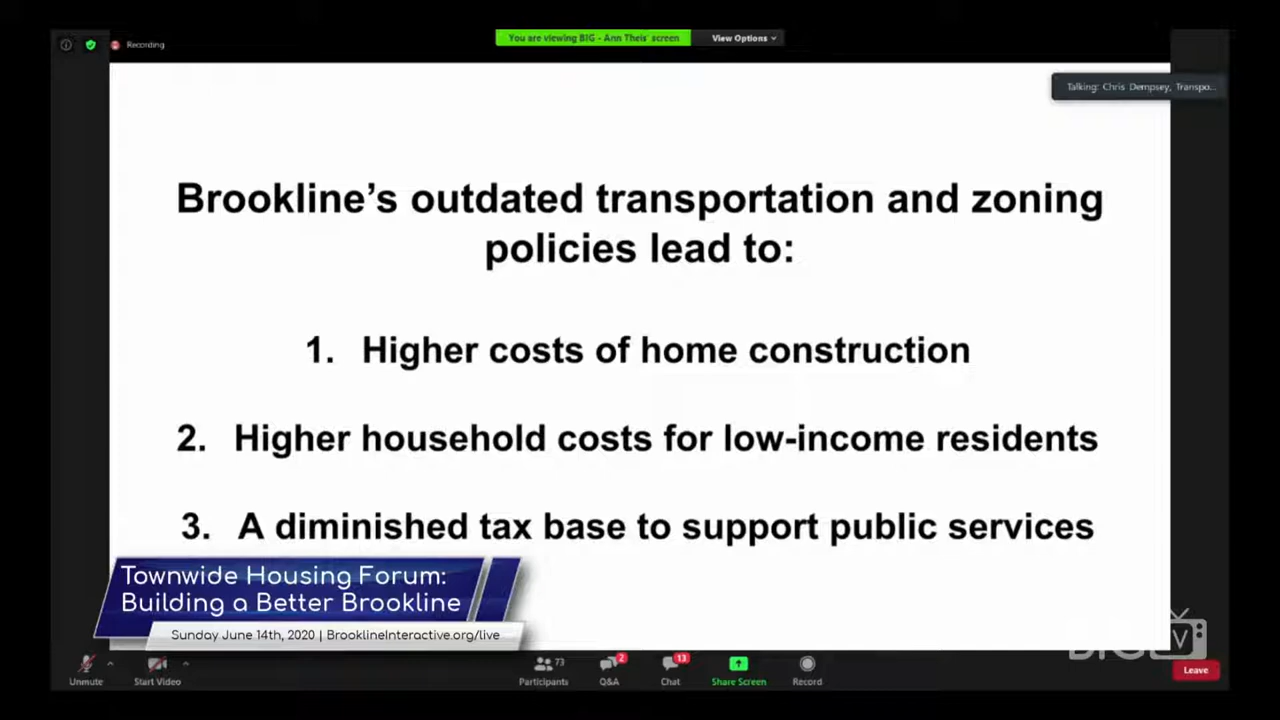 Recording
You are viewing BIG - Ann Theis' screen
View Options
Talking: Chris Dempsey, Transpo...
Brookline's outdated transportation and zoning
policies lead to:
1. Higher costs of home construction
2. Higher household costs for low-income residents
3. A diminished tax base to support public services
Townwide Housing Forum:
Building a Better Brookline
Sunday June 14th, 2020 | BrooklineInteractive.org/live
BIG TV
73
2
13
Unmute
Start Video
Participants
Q&A
Chat
Share Screen
Record
Leave